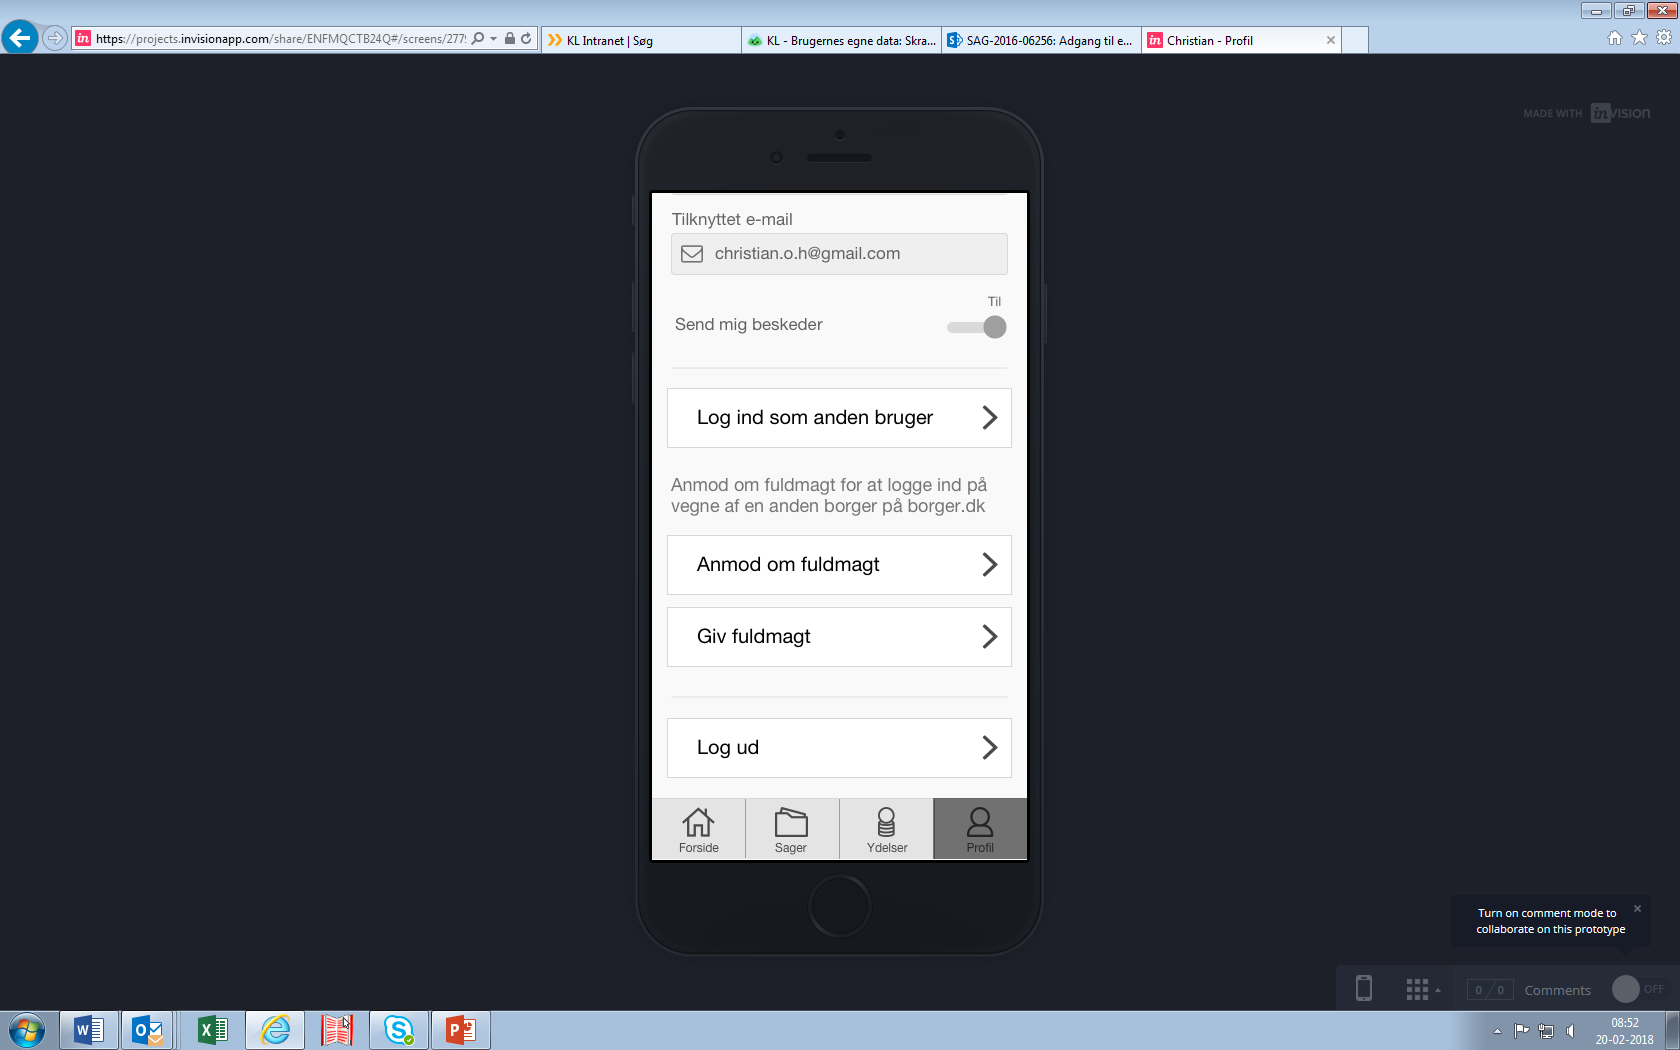 https://projects.invisionapp.com/share/ENFMQCTB24Q#/screens/277
KL Intranet | Søg
KL - Brugernes egne data: Skra...
SAG-2016-06256: Adgang til e...
Christian - Profil
MADE WITH invision
Tilknyttet e-mail
christian.o.h@gmail.com
Til
Send mig beskeder
Log ind som anden bruger
Anmod om fuldmagt for at logge ind på
vegne af en anden borger på borger.dk
Anmod om fuldmagt
Giv fuldmagt
Log ud
Forside
Sager
Ydelser
Profil
Turn on comment mode to
collaborate on this prototype
0 / 0
Comments
OFF
08:52
20-02-2018